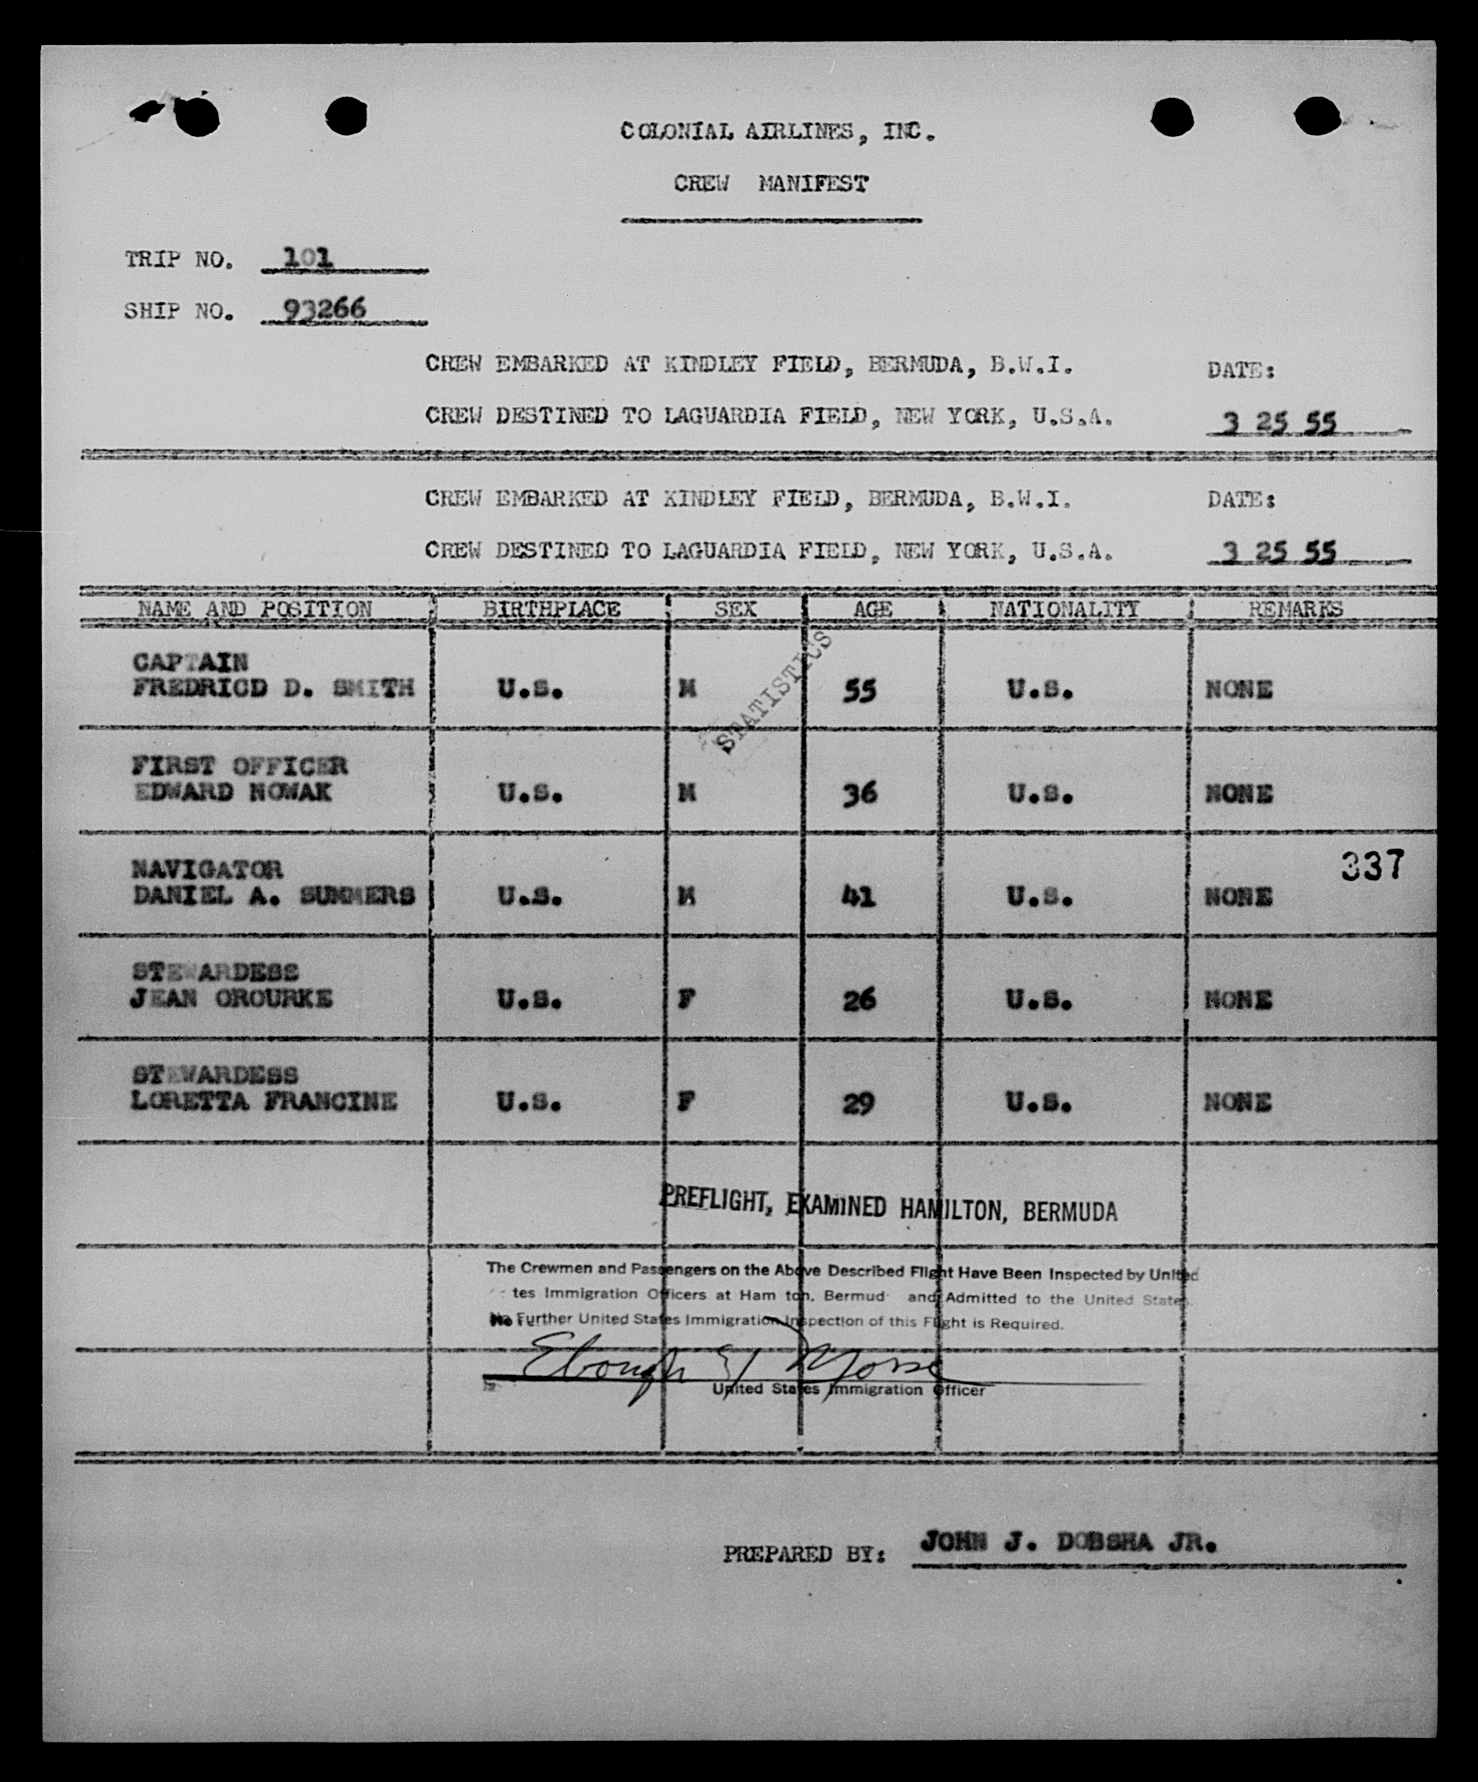 COLONIAL AIRLINES, INC.
CREW MANIFEST
TRIP NO. 101
SHIP NO. 93266
CREW EMBARKED AT KINDLEY FIELD, BERMUDA, B.W.I. DATE:
CREW DESTINED TO LAGUARDIA FIELD, NEW YORK, U.S.A. 3 25 55
CREW EMBARKED AT KINDLEY FIELD, BERMUDA, B.W.I. DATE:
CREW DESTINED TO LAGUARDIA FIELD, NEW YORK, U.S.A. 3 25 55
NAME AND POSITION BIRTHPLACE SEX AGE NATIONALITY REMARKS
STATISTICS
CAPTAIN
FREDRICD D. SMITH U.S. M 55 U.S. NONE
FIRST OFFICER
EDWARD NOWAK U.S. M 36 U.S. NONE
337
NAVIGATOR
DANIEL A. SUMMERS U.S. M 41 U.S. NONE
STEWARDESS
JEAN OROURKE U.S. F 26 U.S. NONE
STEWARDESS
LORETTA FRANCINE U.S. F 29 U.S. NONE
PREFLIGHT, EXAMINED HAMILTON, BERMUDA
The Crewmen and Passengers on the Above Described Flight Have Been Inspected by United
tes Immigration Officers at Ham ton, Bermud and Admitted to the United States.
No Further United States Immigration Inspection of this Flight is Required.
United States Immigration Officer
PREPARED BY: JOHN J. DOBSHA JR.